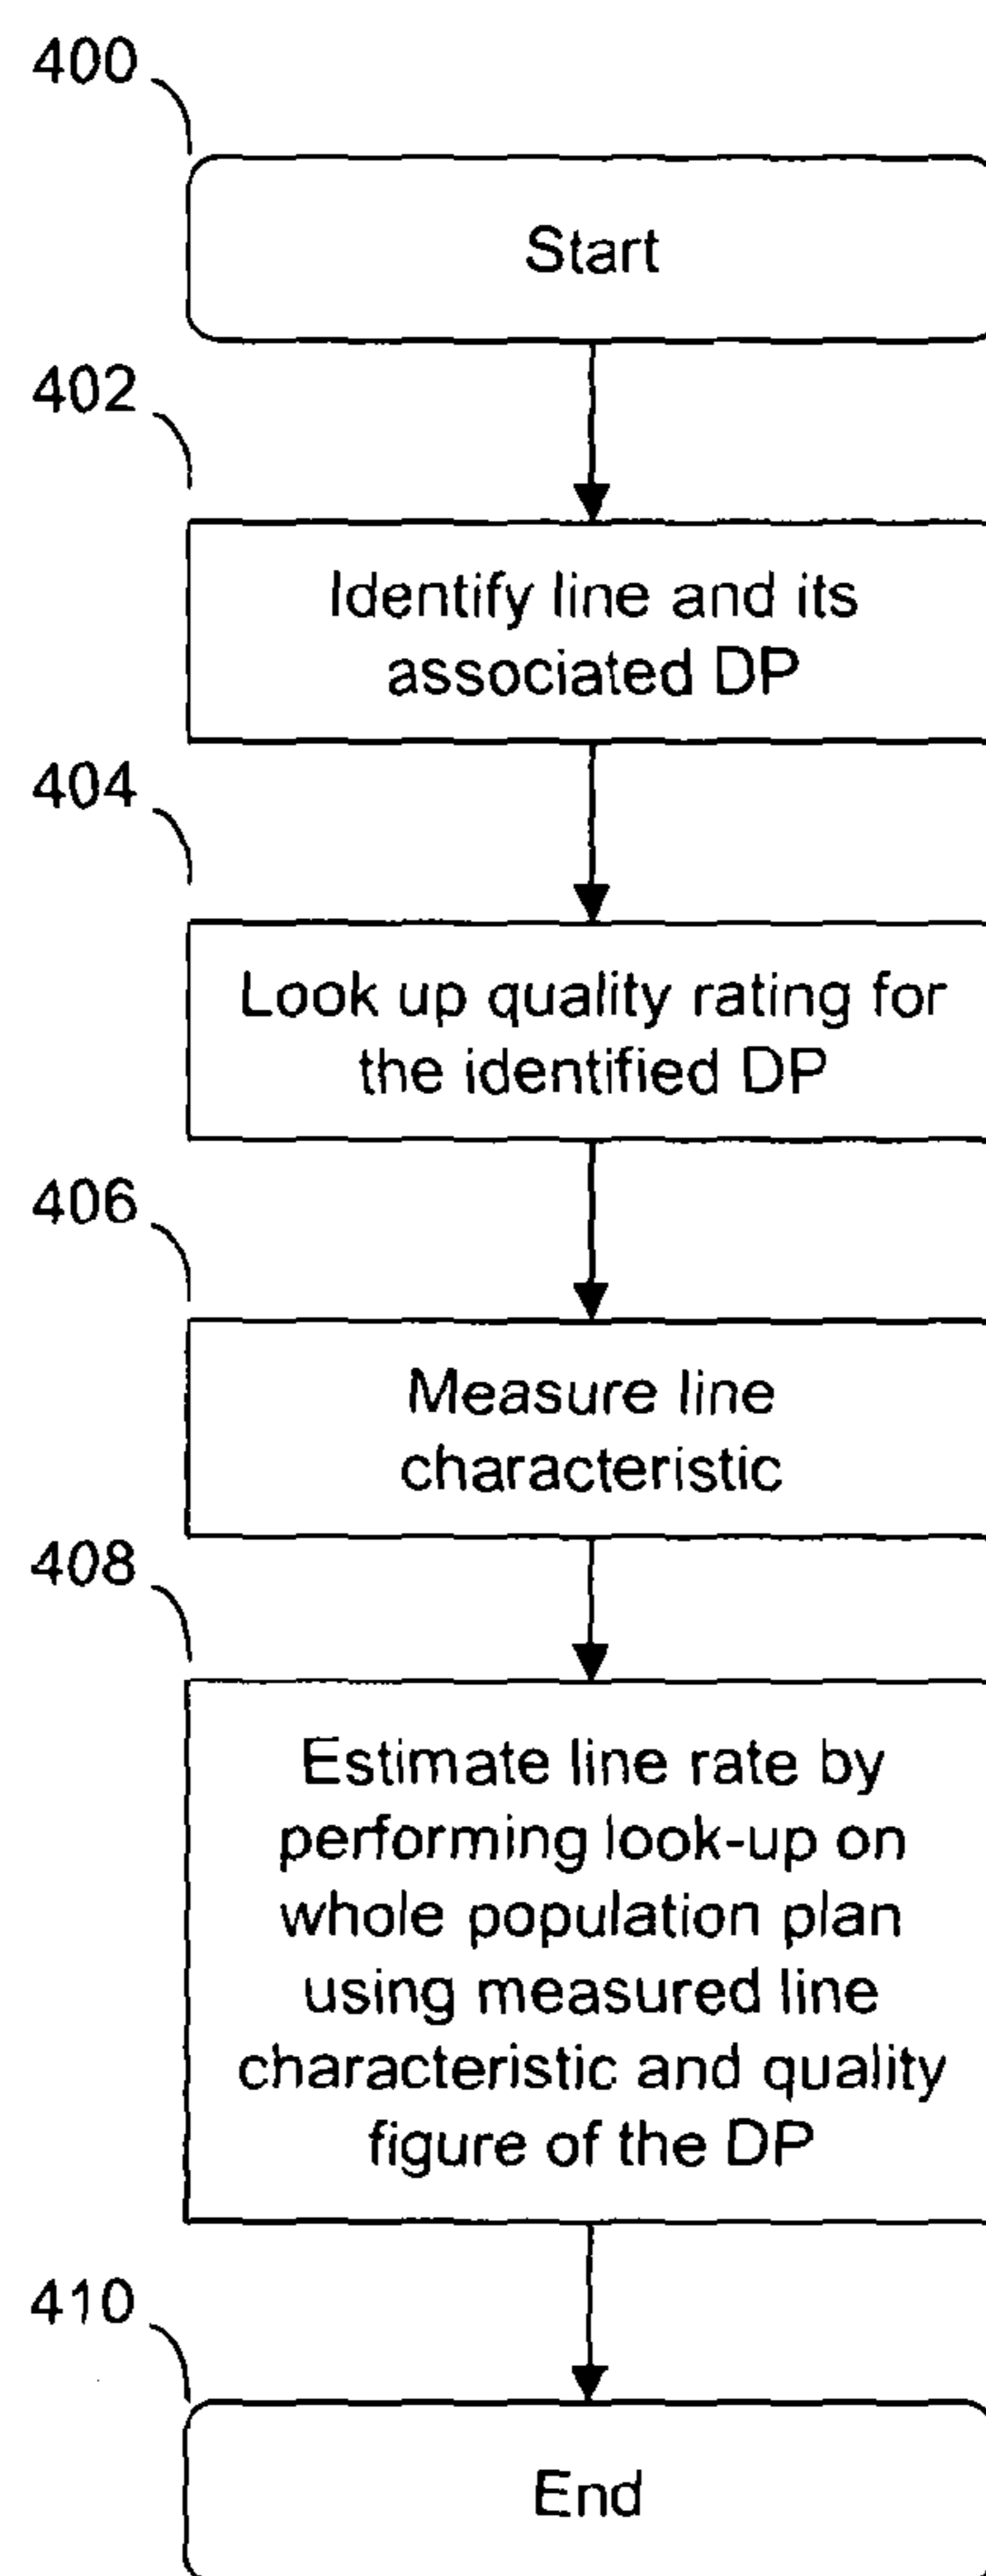 400
Start
402
Identify line and its
associated DP
404
Look up quality rating for
the identified DP
406
Measure line
characteristic
408
Estimate line rate by
performing look-up on
whole population plan
using measured line
characteristic and quality
figure of the DP
410
End